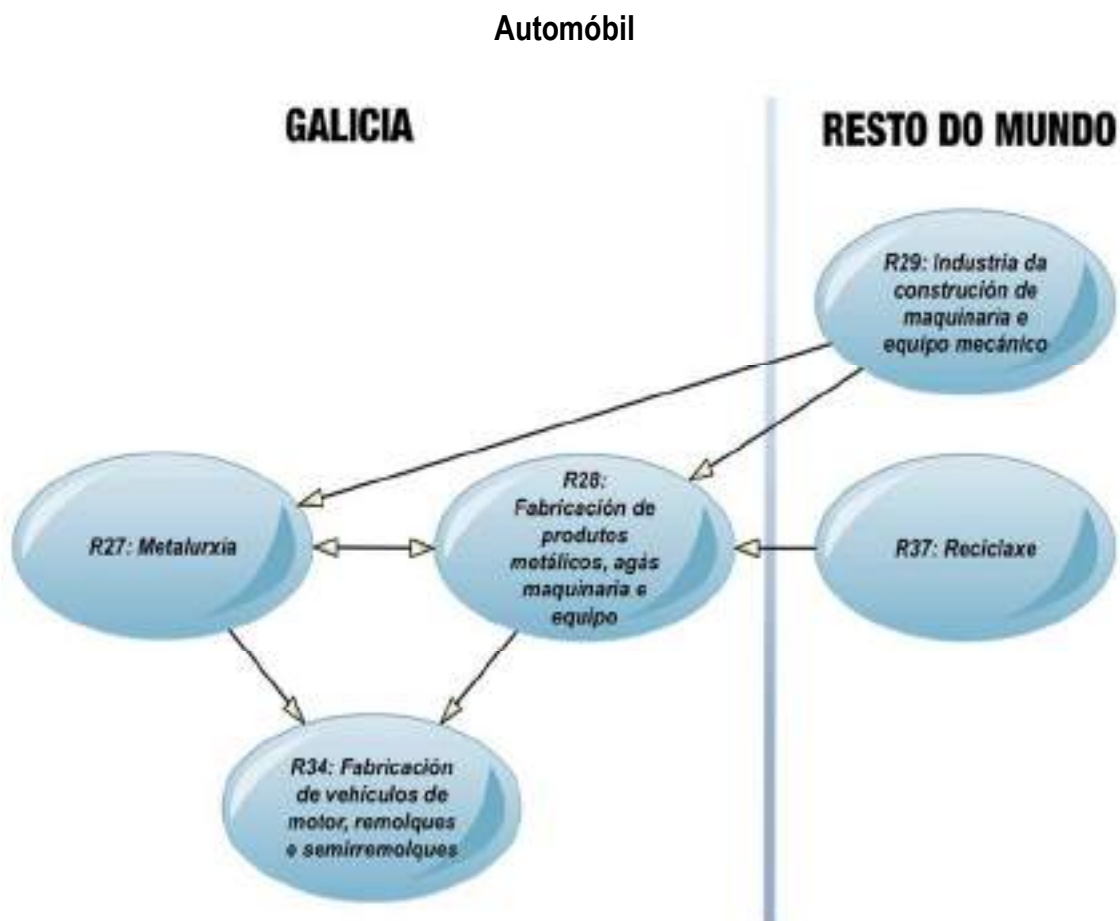 Automóbil
GALICIA
RESTO DO MUNDO
R29: Industria da
construción de
maquinaria e
equipo mecánico
R27: Metalurxia
R28:
Fabricación de
produtos
metálicos, agás
maquinaria e
equipo
R37: Reciclaxe
R34: Fabricación
de vehículos de
motor, remolques
e semirremolques